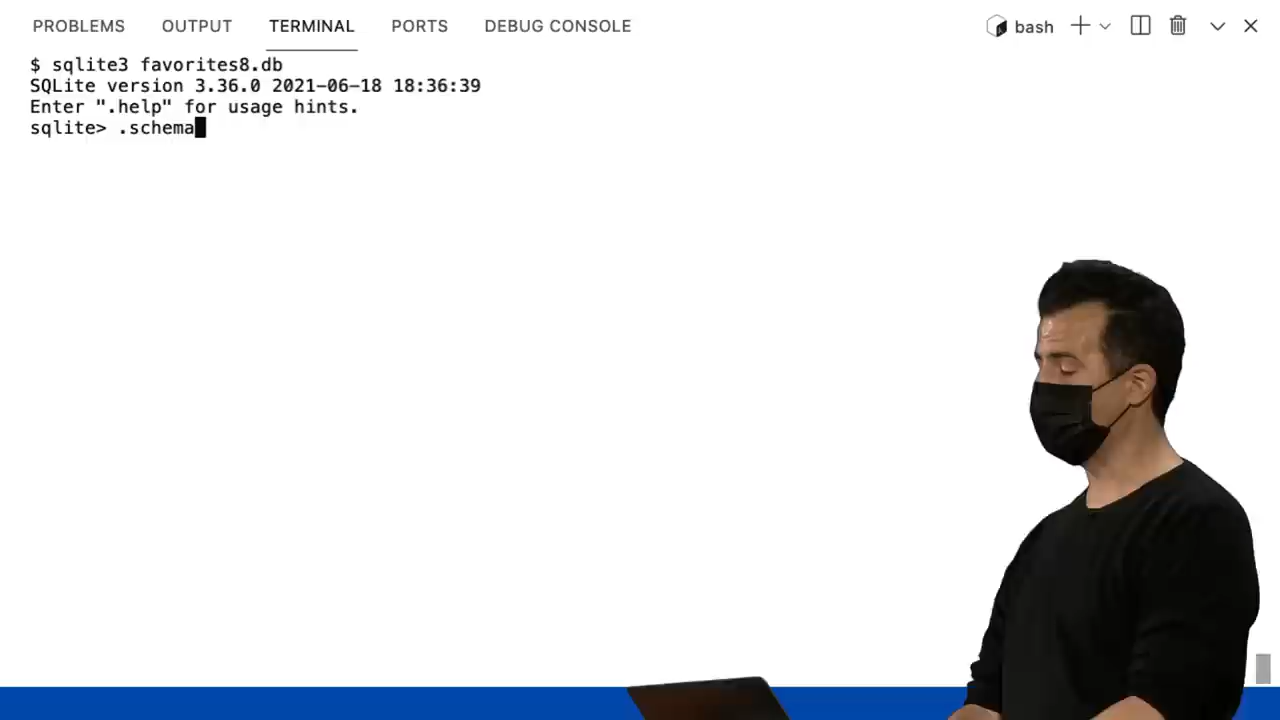 PROBLEMS OUTPUT TERMINAL PORTS DEBUG CONSOLE bash
$ sqlite3 favorites8.db
SQLite version 3.36.0 2021-06-18 18:36:39
Enter ".help" for usage hints.
sqlite> .schema